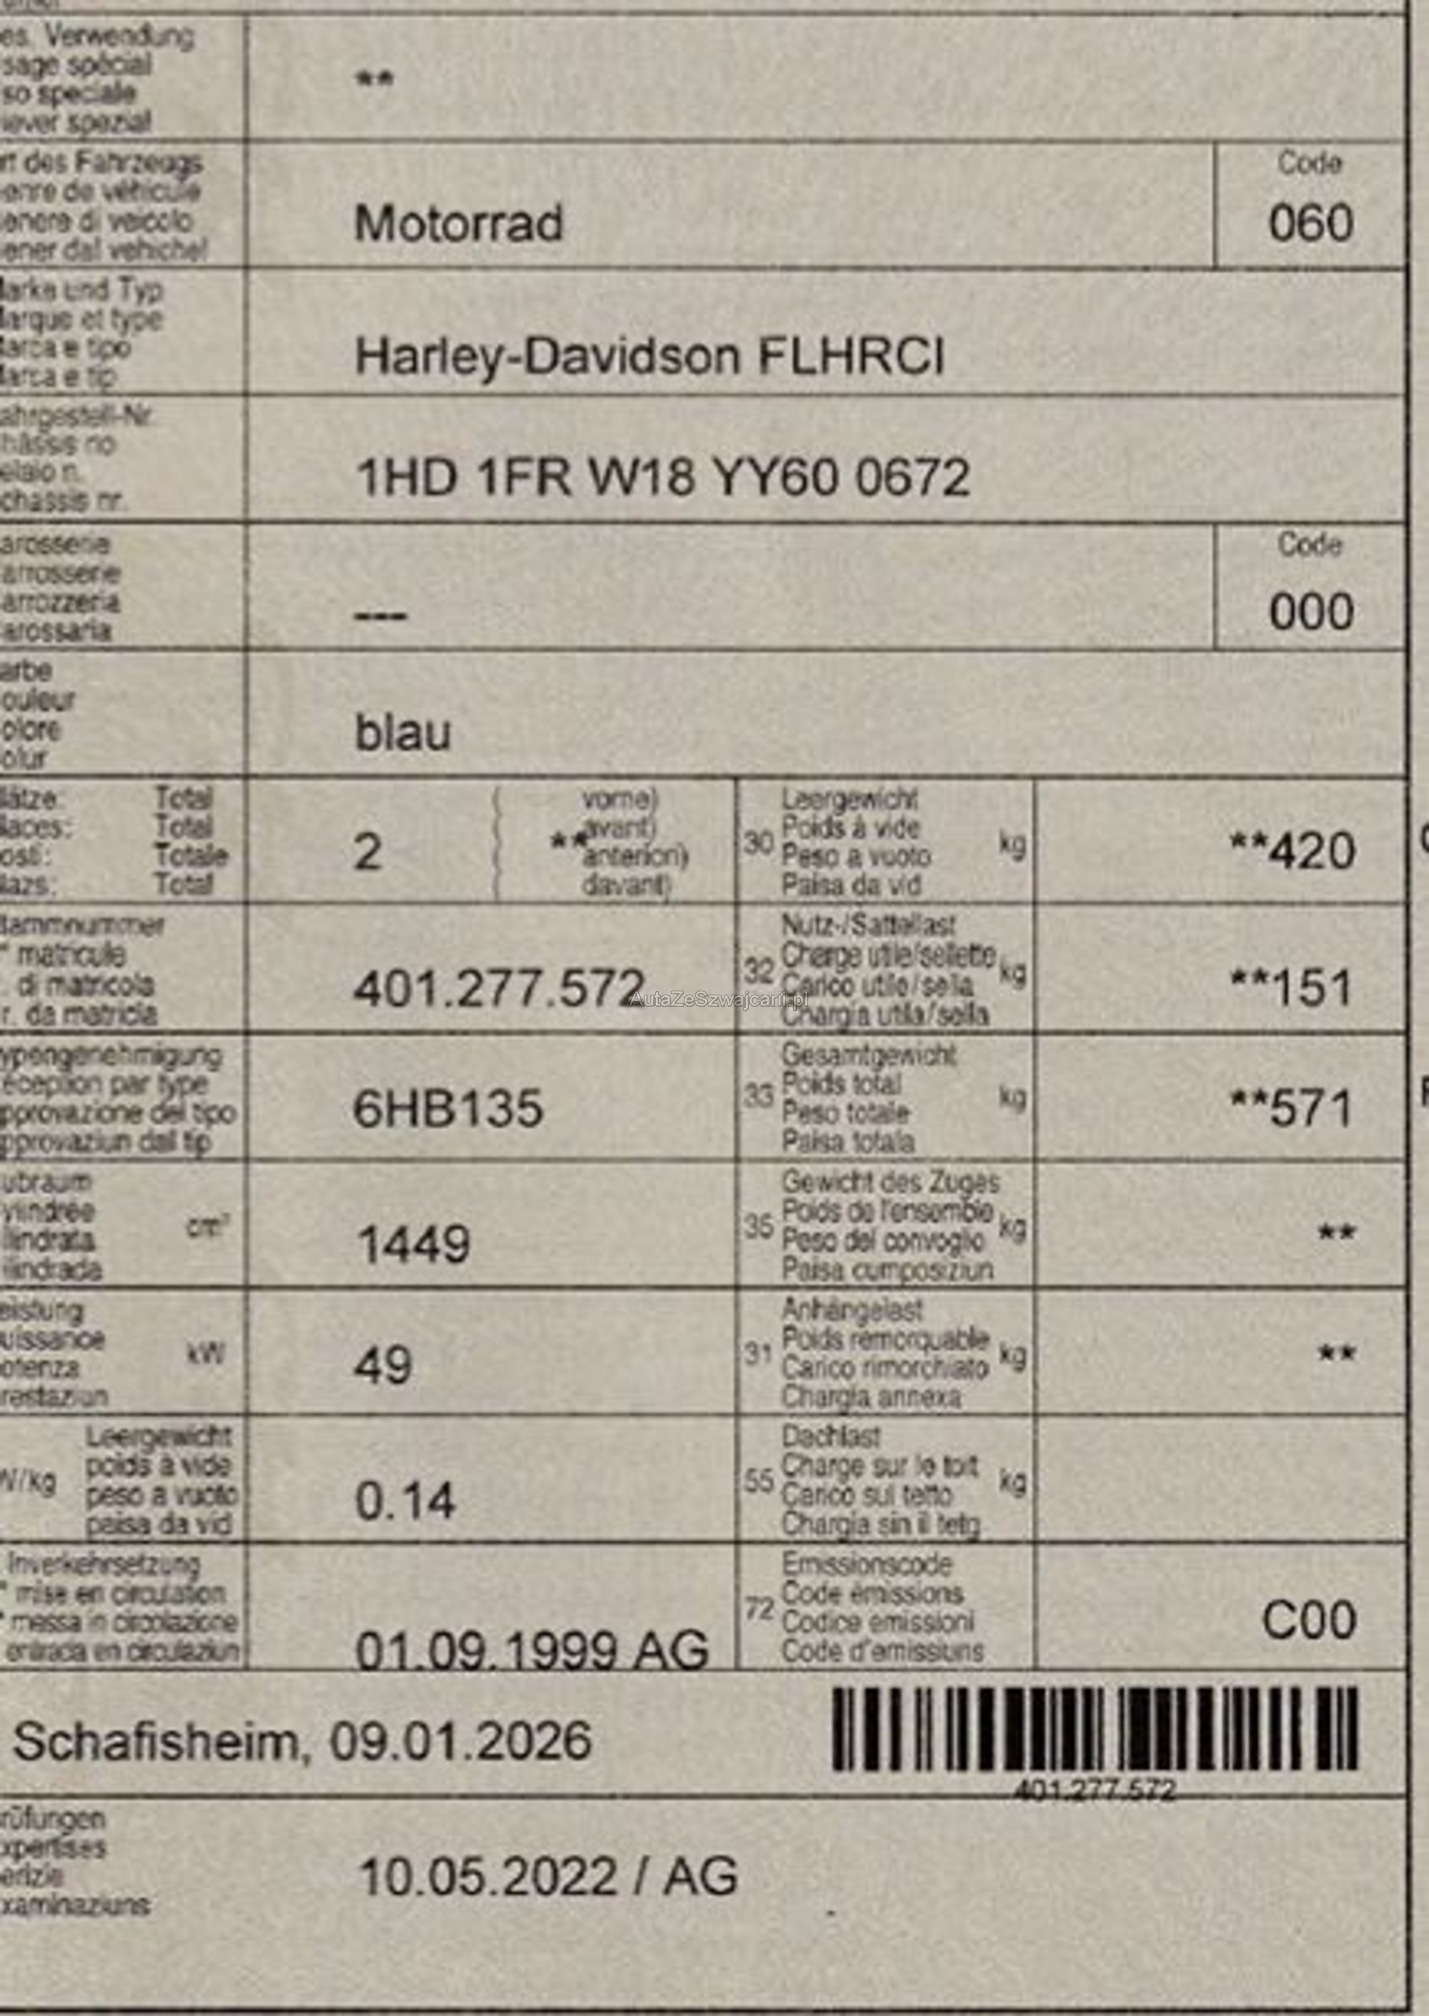 es. Verwendung
sage spécial
so speciale
iever spezial
**
rt des Fahrzeugs
enre de véhicule
enere di veicolo
ener dal vehichel
Motorrad
Code
060
arke und Typ
arque et type
arca e tipo
arca e tip
Harley-Davidson FLHRCI
ahrgestell-Nr.
hâssis no
elaio n.
chassis nr.
1HD 1FR W18 YY60 0672
arosserie
arrosserie
arrozzeria
arossaria
---
Code
000
arbe
ouleur
olore
olur
blau
lätze: Total
laces: Total
osti: Totale
lazs: Total
2
( vorne)
( avant)
( anteriori)
( davant)
**
30
Leergewicht
Poids à vide
Peso a vuoto
Paisa da vid
kg
**420
tammnummer
° matricule
. di matricola
r. da matricla
401.277.572
AutaZeSzwajcarii.pl
32
Nutz-/Sattellast
Charge utile/sellette
Carico utile/sella
Chargia utila/sella
kg
**151
ypengenehmigung
éception par type
pprovazione del tipo
pprovaziun dal tip
6HB135
33
Gesamtgewicht
Poids total
Peso totale
Paisa totala
kg
**571
ubraum
ylindrée
ilindrata
ilindrada
cm³
1449
35
Gewicht des Zuges
Poids de l'ensemble
Peso del convoglio
Paisa cumposiziun
kg
**
eistung
uissance
otenza
restaziun
kW
49
31
Anhängelast
Poids remorquable
Carico rimorchiato
Chargia annexa
kg
**
W/kg
Leergewicht
poids à vide
peso a vuoto
paisa da vid
0.14
55
Dachlast
Charge sur le toit
Carico sul tetto
Chargia sin il tetg
kg
Inverkehrsetzung
° mise en circulation
° messa in circolazione
entrada en circulaziun
01.09.1999 AG
72
Emissionscode
Code émissions
Codice emissioni
Code d'emissiuns
C00
Schafisheim, 09.01.2026
401.277.572
rüfungen
xpertises
erizie
xaminaziuns
10.05.2022 / AG